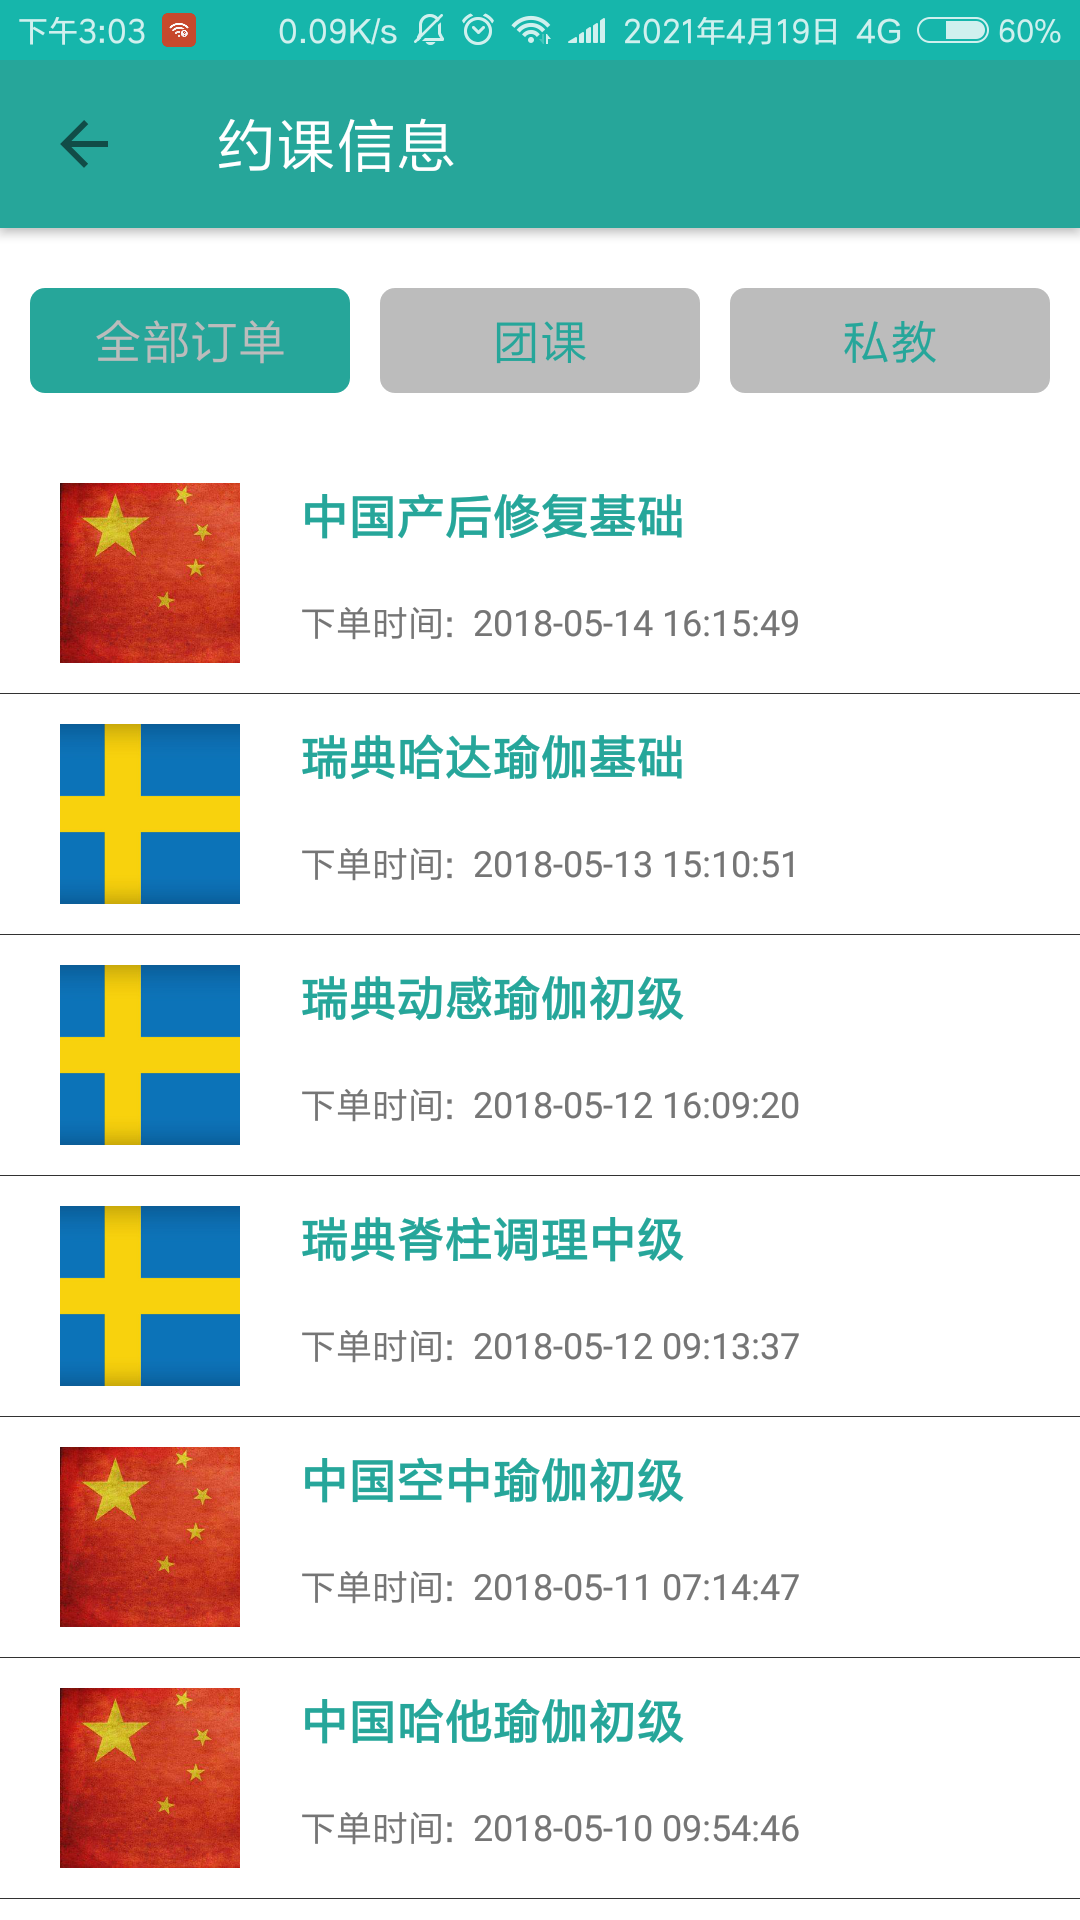 下午3:03 0.09K/s 2021年4月19日 4G 60%
约课信息
全部订单 团课 私教
中国产后修复基础
下单时间: 2018-05-14 16:15:49
瑞典哈达瑜伽基础
下单时间: 2018-05-13 15:10:51
瑞典动感瑜伽初级
下单时间: 2018-05-12 16:09:20
瑞典脊柱调理中级
下单时间: 2018-05-12 09:13:37
中国空中瑜伽初级
下单时间: 2018-05-11 07:14:47
中国哈他瑜伽初级
下单时间: 2018-05-10 09:54:46